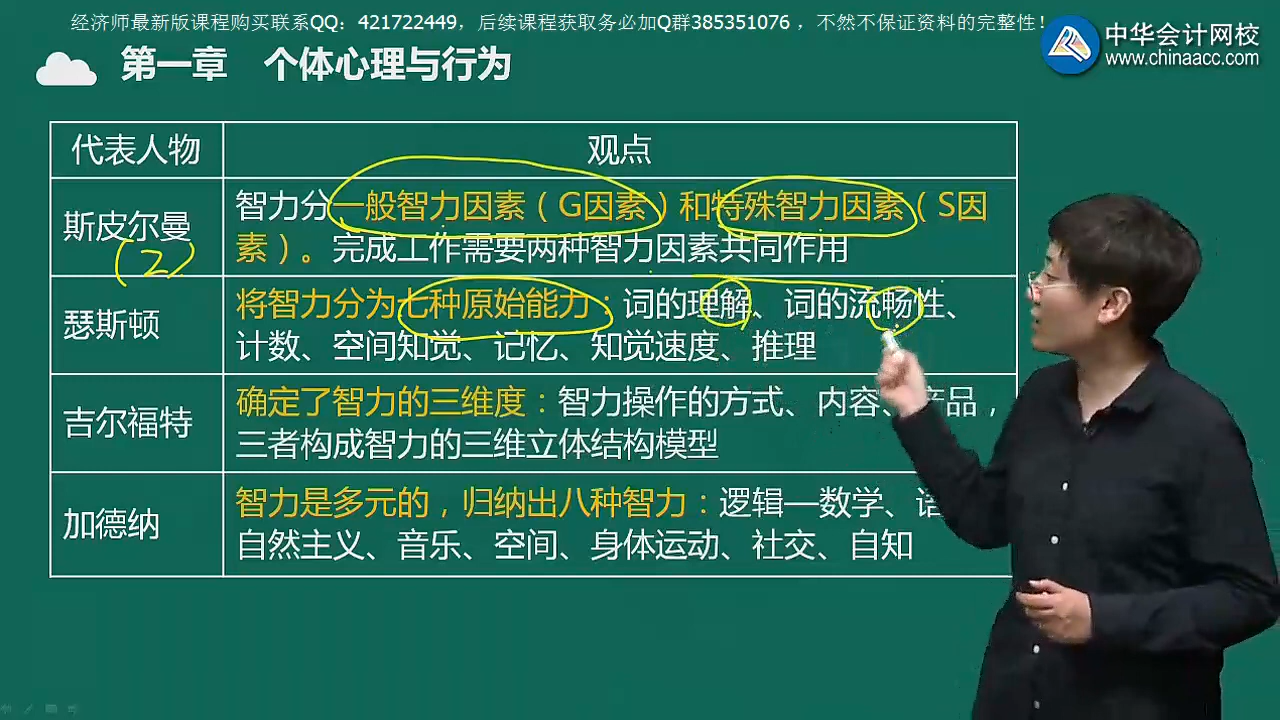 经济师最新版课程购买联系QQ：421722449，后续课程获取务必加Q群385351076 ，不然不保证资料的完整性！
中华会计网校
www.chinaacc.com
第一章 个体心理与行为
代表人物 观点
斯皮尔曼
(2)
智力分一般智力因素（G因素）和特殊智力因素（S因
素）。完成工作需要两种智力因素共同作用
瑟斯顿
将智力分为七种原始能力：词的理解、词的流畅性、
计数、空间知觉、记忆、知觉速度、推理
吉尔福特
确定了智力的三维度：智力操作的方式、内容、产品，
三者构成智力的三维立体结构模型
加德纳
智力是多元的，归纳出八种智力：逻辑—数学、语
自然主义、音乐、空间、身体运动、社交、自知